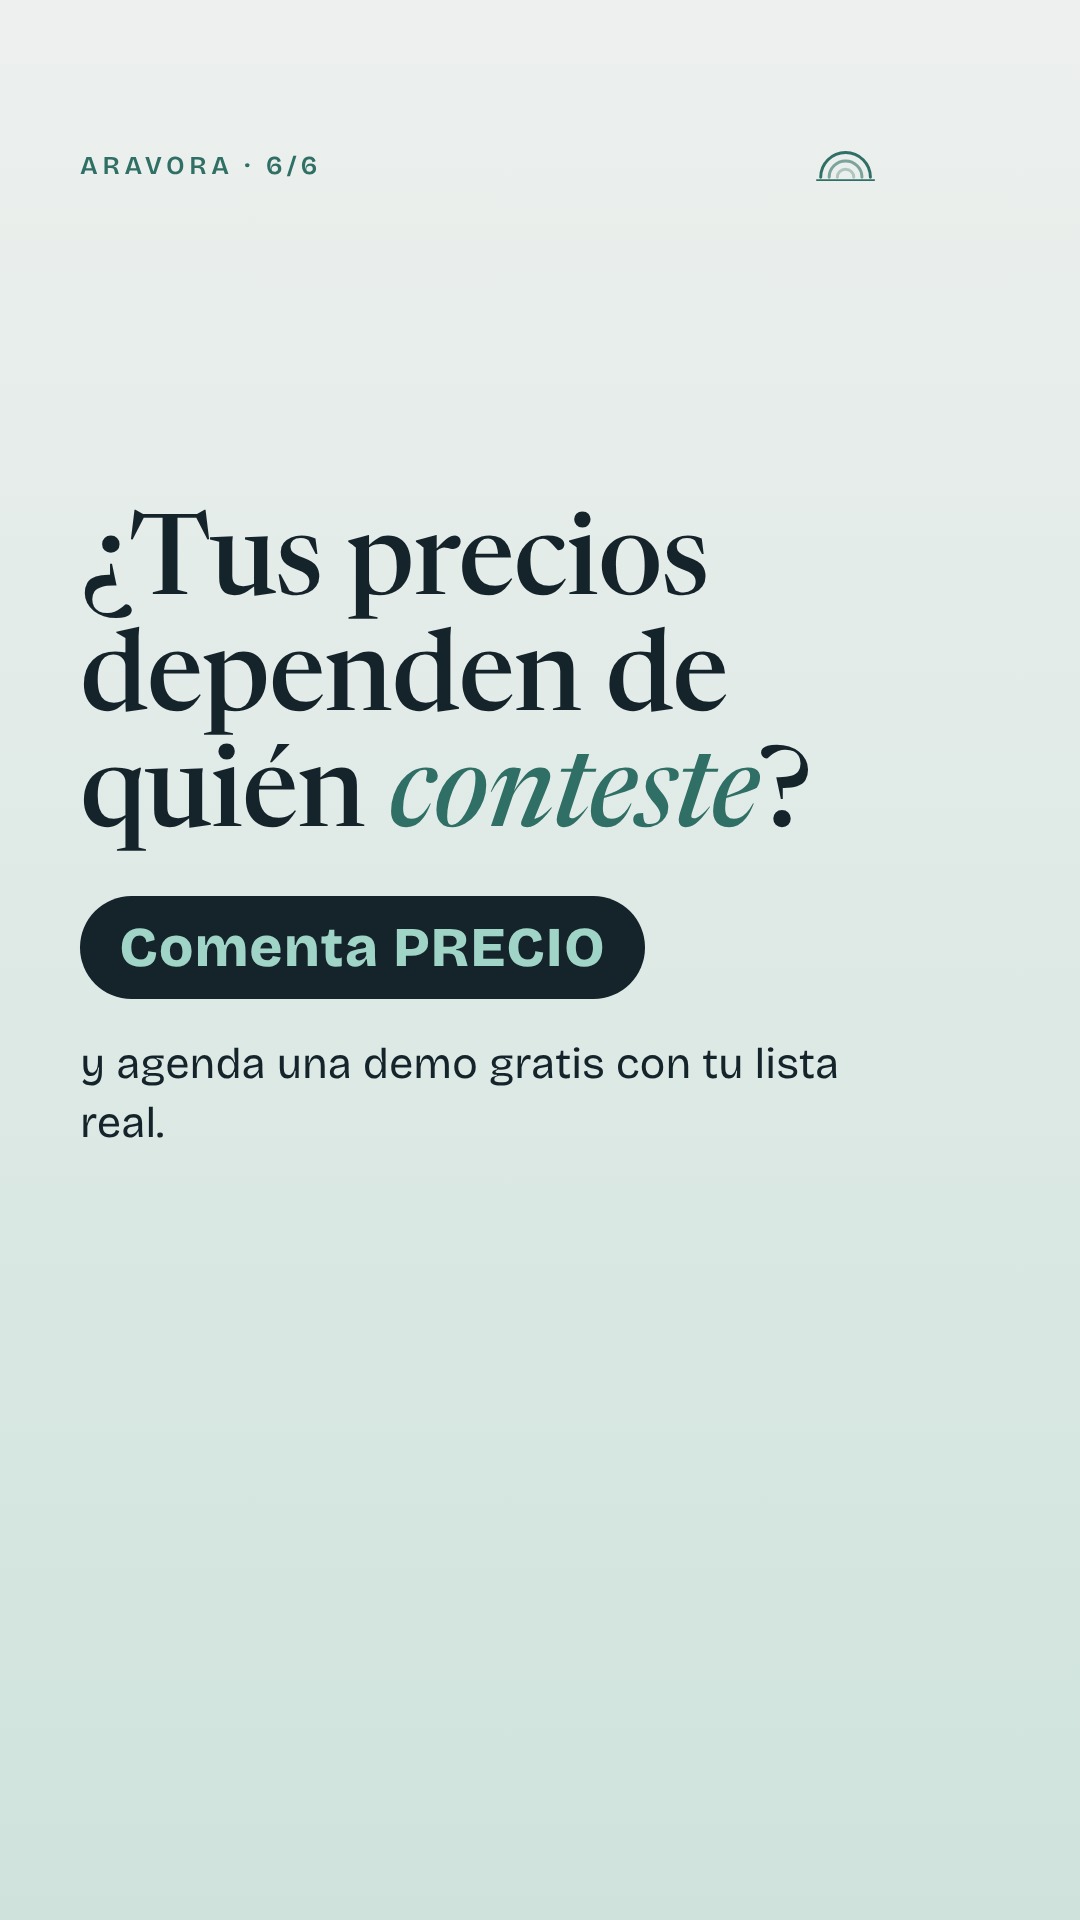 ARAVORA · 6/6
¿Tus precios
dependen de
quién conteste?
Comenta PRECIO
y agenda una demo gratis con tu lista
real.